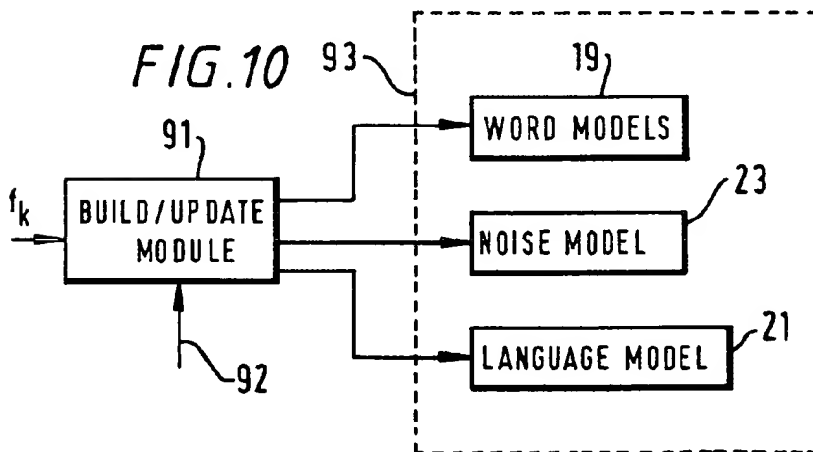 FIG.10
93
19
WORD MODELS
91
f_k
BUILD/UPDATE
MODULE
23
NOISE MODEL
92
21
LANGUAGE MODEL